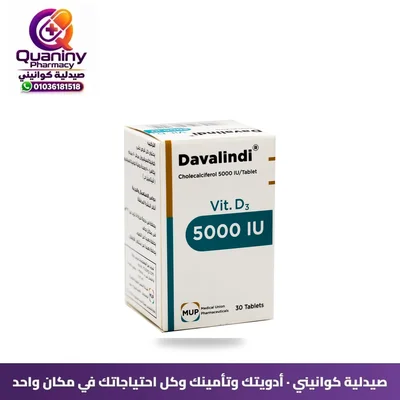 Quaniny
Pharmacy
صيدلية كوانيني
01036181518
Davalindi®
Cholecalciferol 5000 IU/Tablet
Vit. D₃
5000 IU
MUP
Medical Union
Pharmaceuticals
30 Tablets
صيدلية كوانيني - أدويتك وتأمينك وكل احتياجاتك في مكان واحد